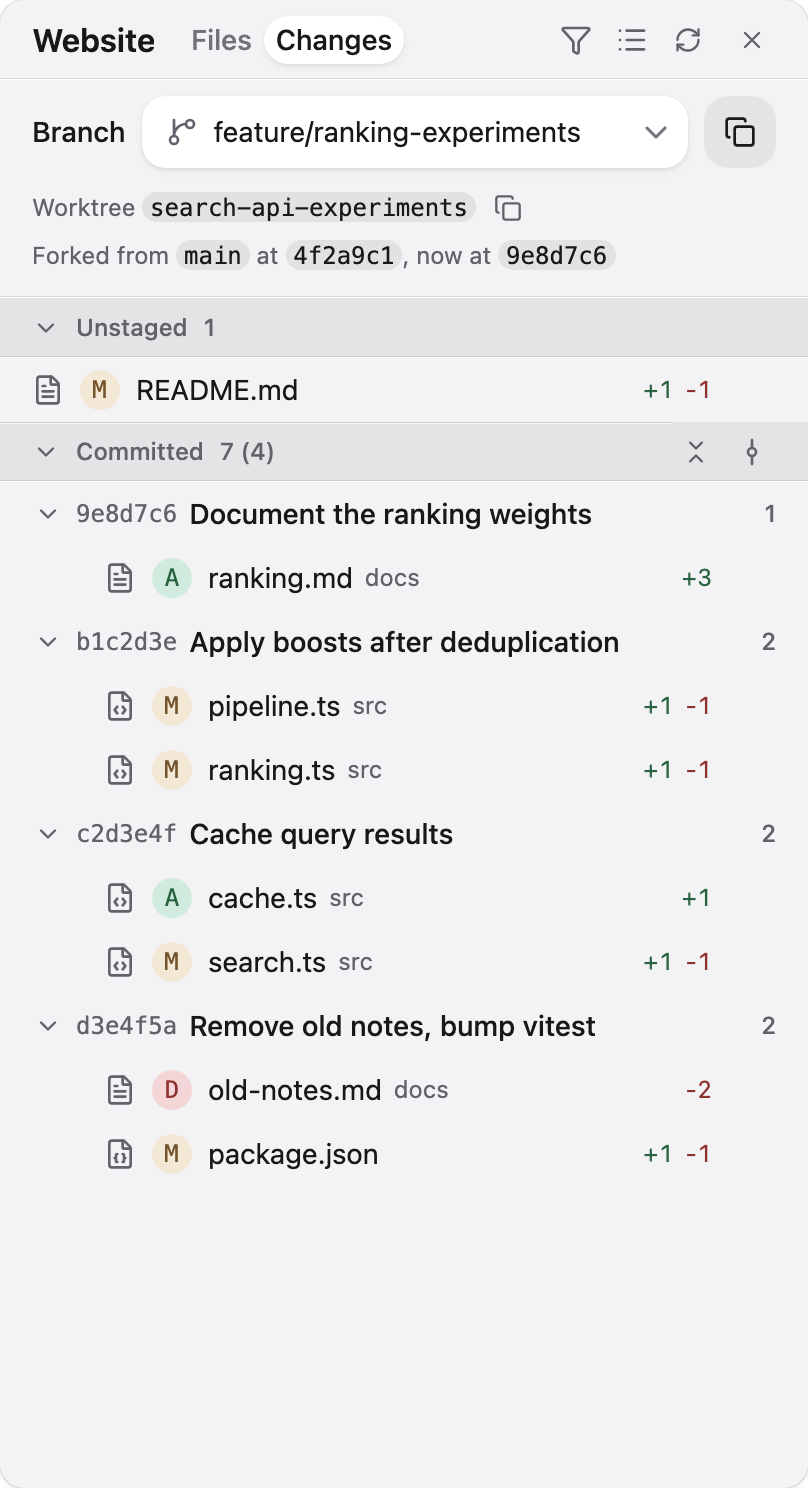 Website Files Changes
Branch feature/ranking-experiments
Worktree search-api-experiments
Forked from main at 4f2a9c1, now at 9e8d7c6
Unstaged 1
M README.md +1 -1
Committed 7 (4)
9e8d7c6 Document the ranking weights 1
A ranking.md docs +3
b1c2d3e Apply boosts after deduplication 2
M pipeline.ts src +1 -1
M ranking.ts src +1 -1
c2d3e4f Cache query results 2
A cache.ts src +1
M search.ts src +1 -1
d3e4f5a Remove old notes, bump vitest 2
D old-notes.md docs -2
M package.json +1 -1